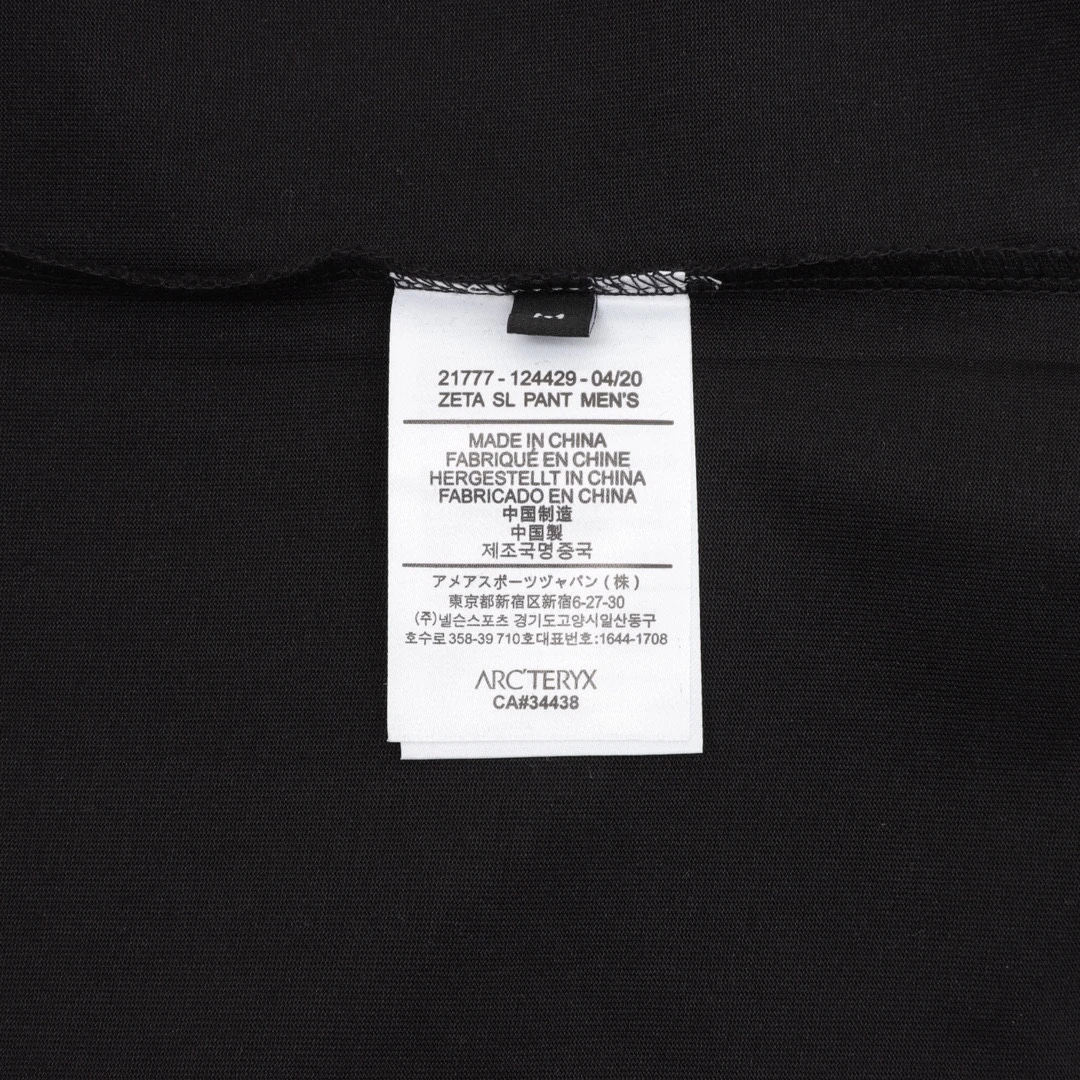 21777 - 124429 - 04/20
ZETA SL PANT MEN'S
MADE IN CHINA
FABRIQUÉ EN CHINE
HERGESTELLT IN CHINA
FABRICADO EN CHINA
中国制造
中国製
제조국명중국
アメアスポーツヅャパン(株)
東京都新宿区新宿6-27-30
(주)넬슨스포츠 경기도고양시일산동구
호수로 358-39 710호대표번호:1644-1708
ARC'TERYX
CA#34438